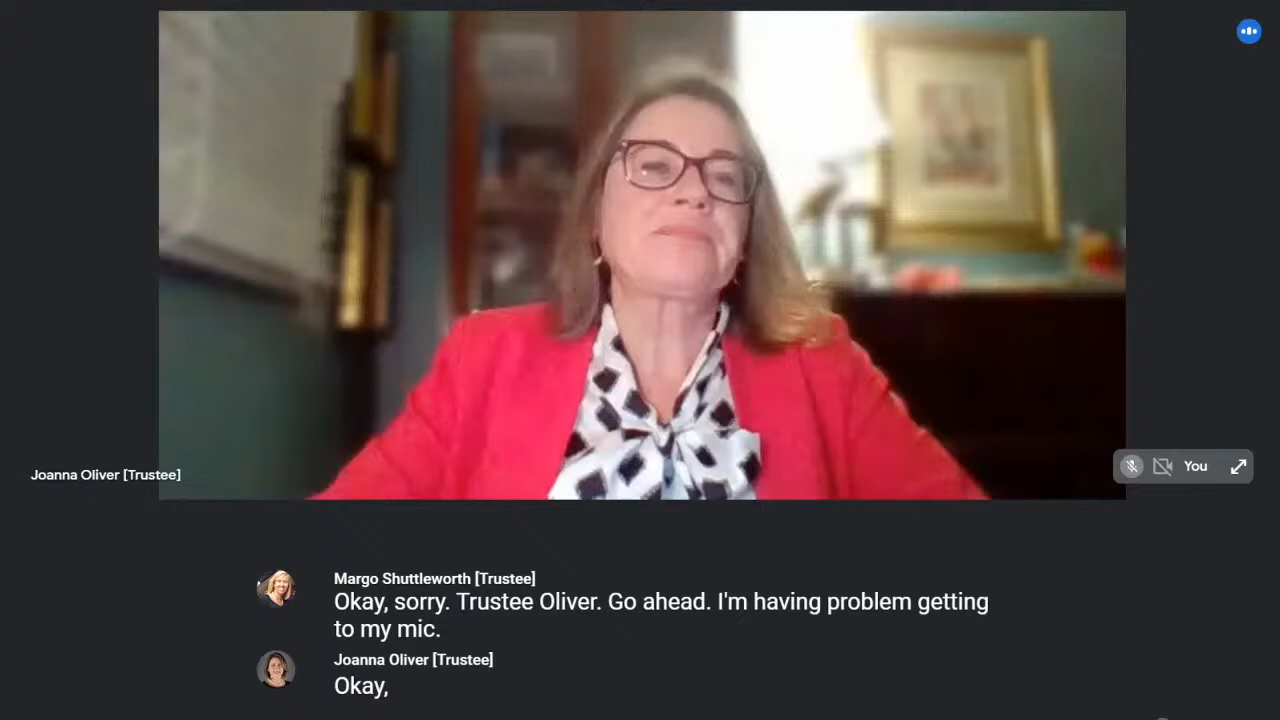 Joanna Oliver [Trustee]
You
Margo Shuttleworth [Trustee]
Okay, sorry. Trustee Oliver. Go ahead. I'm having problem getting
to my mic.
Joanna Oliver [Trustee]
Okay,